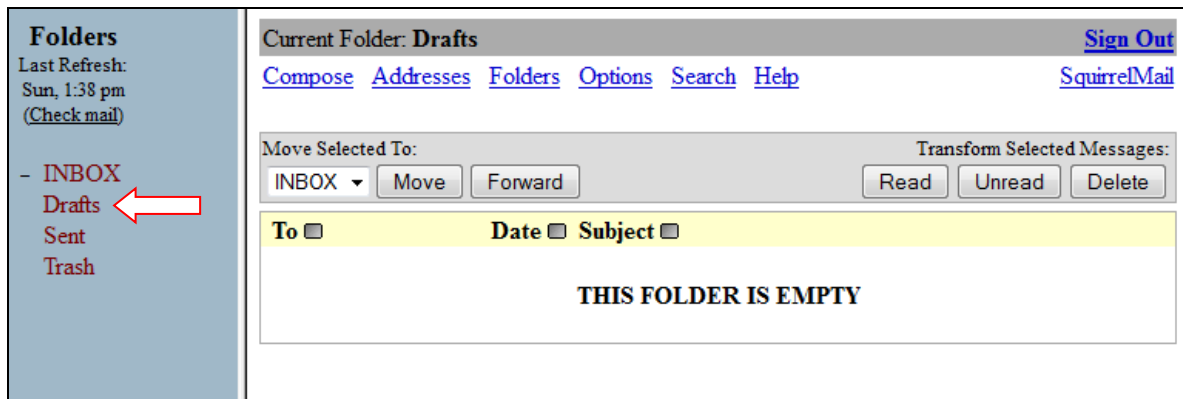 Folders
Last Refresh:
Sun, 1:38 pm
(Check mail)
– INBOX
Drafts
Sent
Trash
Current Folder: Drafts Sign Out
Compose Addresses Folders Options Search Help SquirrelMail
Move Selected To: Transform Selected Messages:
INBOX Move Forward Read Unread Delete
To Date Subject
THIS FOLDER IS EMPTY